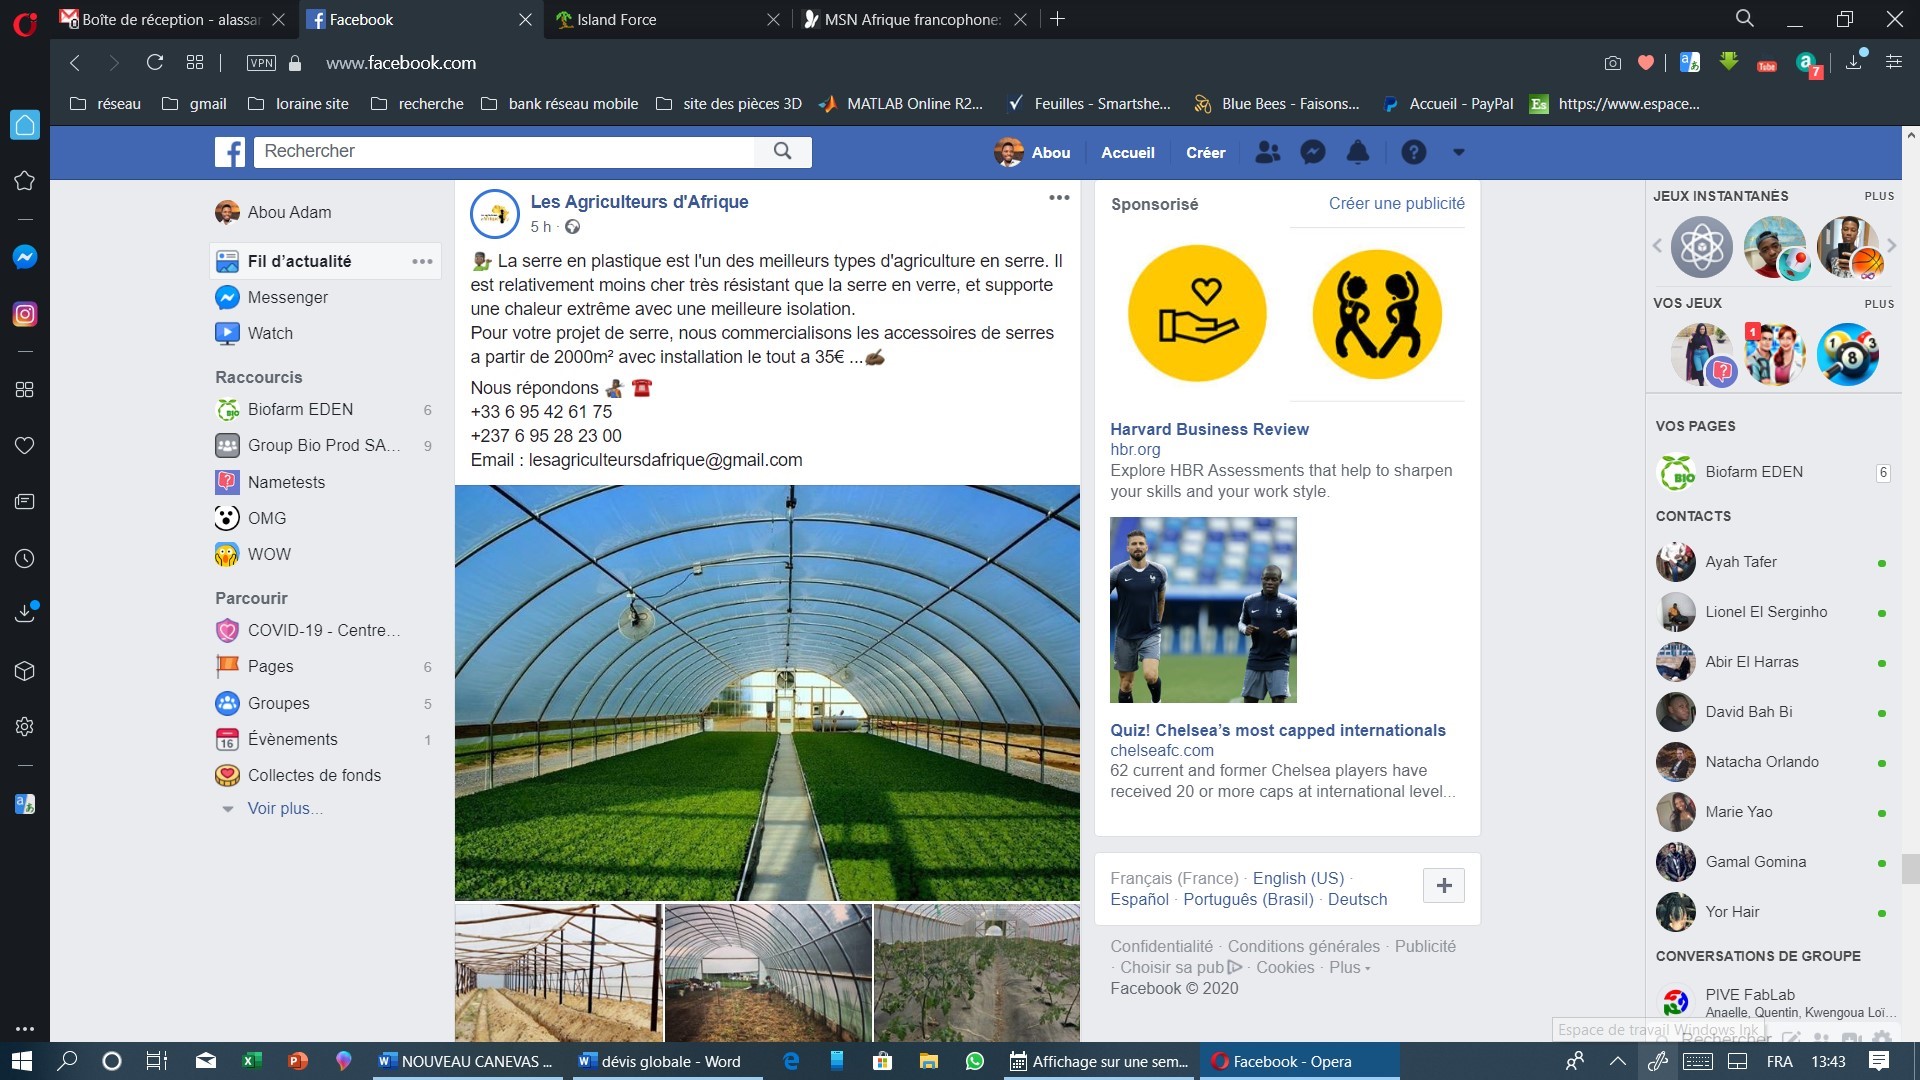 Boîte de réception - alassar
Facebook
Island Force
MSN Afrique francophone:
VPN
www.facebook.com
Tube
7
réseau
gmail
loraine site
recherche
bank réseau mobile
site des pièces 3D
MATLAB Online R2...
Feuilles - Smartshe...
Blue Bees - Faisons...
Accueil - PayPal
Es
https://www.espace...
Rechercher
Abou
Accueil
Créer
Abou Adam
Fil d'actualité
Messenger
Watch
Raccourcis
Biofarm EDEN 6
Group Bio Prod SA... 9
Nametests
OMG
WOW
Parcourir
COVID-19 - Centre...
Pages 6
Groupes 5
16
Évènements 1
Collectes de fonds
Voir plus...
Les Agriculteurs d'Afrique
5 h ·
La serre en plastique est l'un des meilleurs types d'agriculture en serre. Il
est relativement moins cher très résistant que la serre en verre, et supporte
une chaleur extrême avec une meilleure isolation.
Pour votre projet de serre, nous commercialisons les accessoires de serres
a partir de 2000m² avec installation le tout a 35€ ...
Nous répondons
+33 6 95 42 61 75
+237 6 95 28 23 00
Email : lesagriculteursdafrique@gmail.com
Sponsorisé
Créer une publicité
Harvard Business Review
hbr.org
Explore HBR Assessments that help to sharpen
your skills and your work style.
Quiz! Chelsea's most capped internationals
chelseafc.com
62 current and former Chelsea players have
received 20 or more caps at international level...
Français (France) · English (US) ·
Español · Português (Brasil) · Deutsch
Confidentialité · Conditions générales · Publicité
· Choisir sa pub · Cookies · Plus
Facebook © 2020
JEUX INSTANTANÉS PLUS
VOS JEUX PLUS
1
1 8 3
VOS PAGES
BIO
Biofarm EDEN 6
CONTACTS
Ayah Tafer
Lionel El Serginho
Abir El Harras
David Bah Bi
Natacha Orlando
Marie Yao
Gamal Gomina
Yor Hair
CONVERSATIONS DE GROUPE
PIVE FabLab
Anaelle, Quentin, Kwengoua Loï...
Espace de travail Windows Ink
Rechercher
NOUVEAU CANEVAS ...
dévis globale - Word
Affichage sur une sem...
Facebook - Opera
FRA
13:43